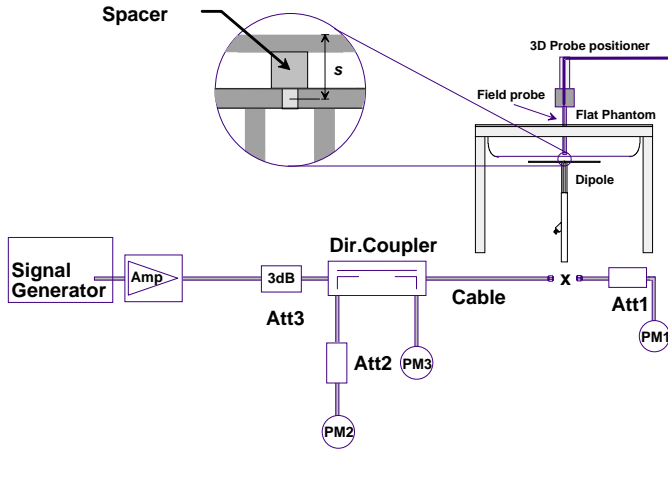 Spacer
s
3D Probe positioner
Field probe
Flat Phantom
Dipole
Dir.Coupler
Signal
Generator
Amp
3dB
Cable
x
Att3
Att1
Att2
PM3
PM1
PM2